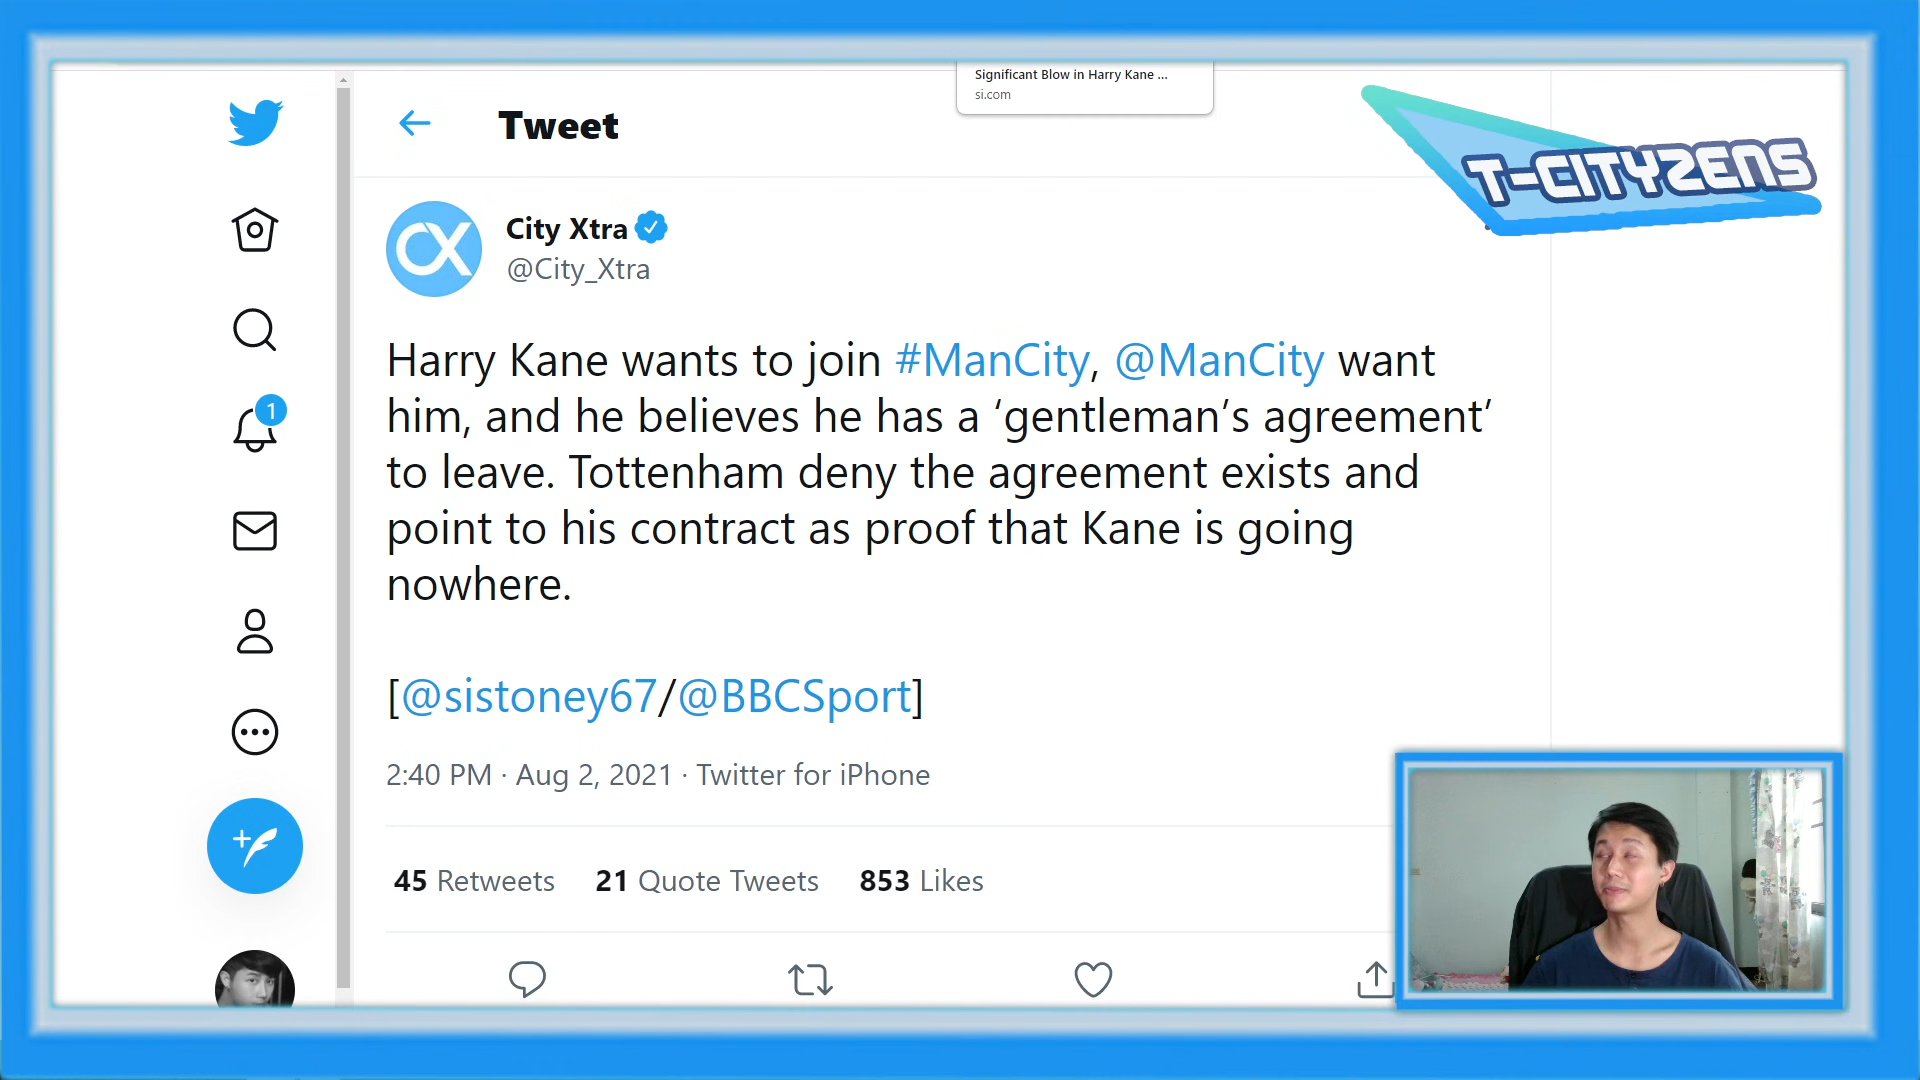 Significant Blow in Harry Kane ...
si.com
Tweet
T-CITYZENS
CX
City Xtra
@City_Xtra
1
Harry Kane wants to join #ManCity, @ManCity want
him, and he believes he has a ‘gentleman’s agreement’
to leave. Tottenham deny the agreement exists and
point to his contract as proof that Kane is going
nowhere.
[@sistoney67/@BBCSport]
2:40 PM · Aug 2, 2021 · Twitter for iPhone
45 Retweets 21 Quote Tweets 853 Likes